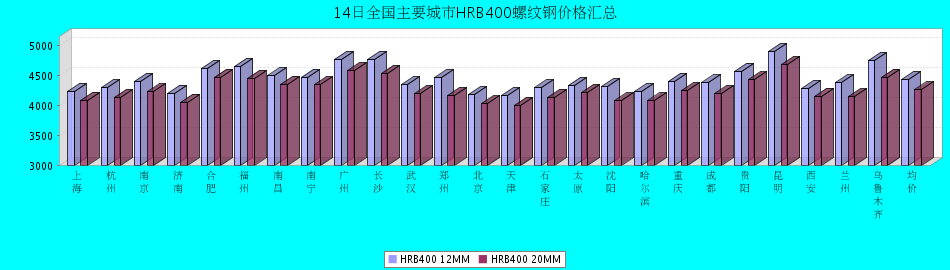 14日全国主要城市HRB400螺纹钢价格汇总
5000
4500
4000
3500
3000
上海 杭州 南京 济南 合肥 福州 南昌 南宁 广州 长沙 武汉 郑州 北京 天津 石家庄 太原 沈阳 哈尔滨 重庆 成都 贵阳 昆明 西安 兰州 乌鲁木齐 均价
HRB400 12MM HRB400 20MM